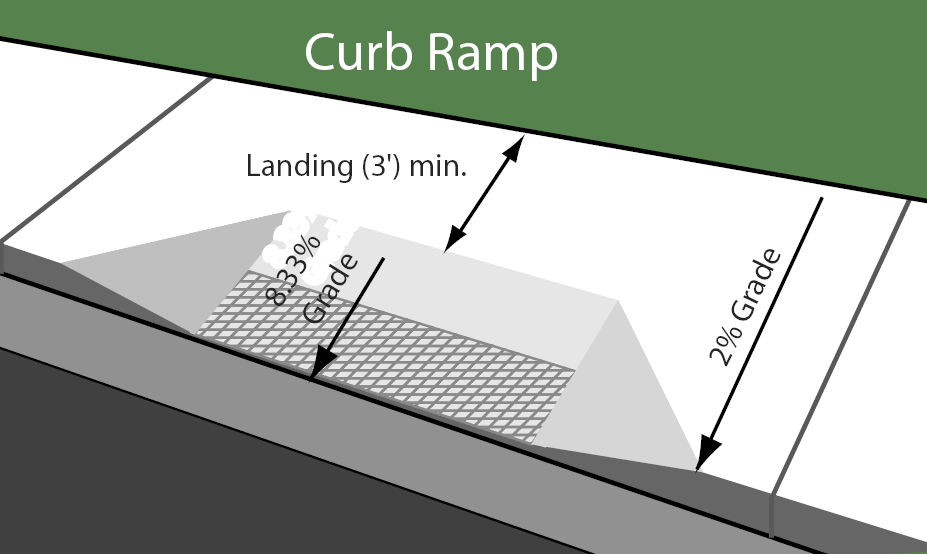 Curb Ramp
Landing (3') min.
8.33%
Grade
2% Grade